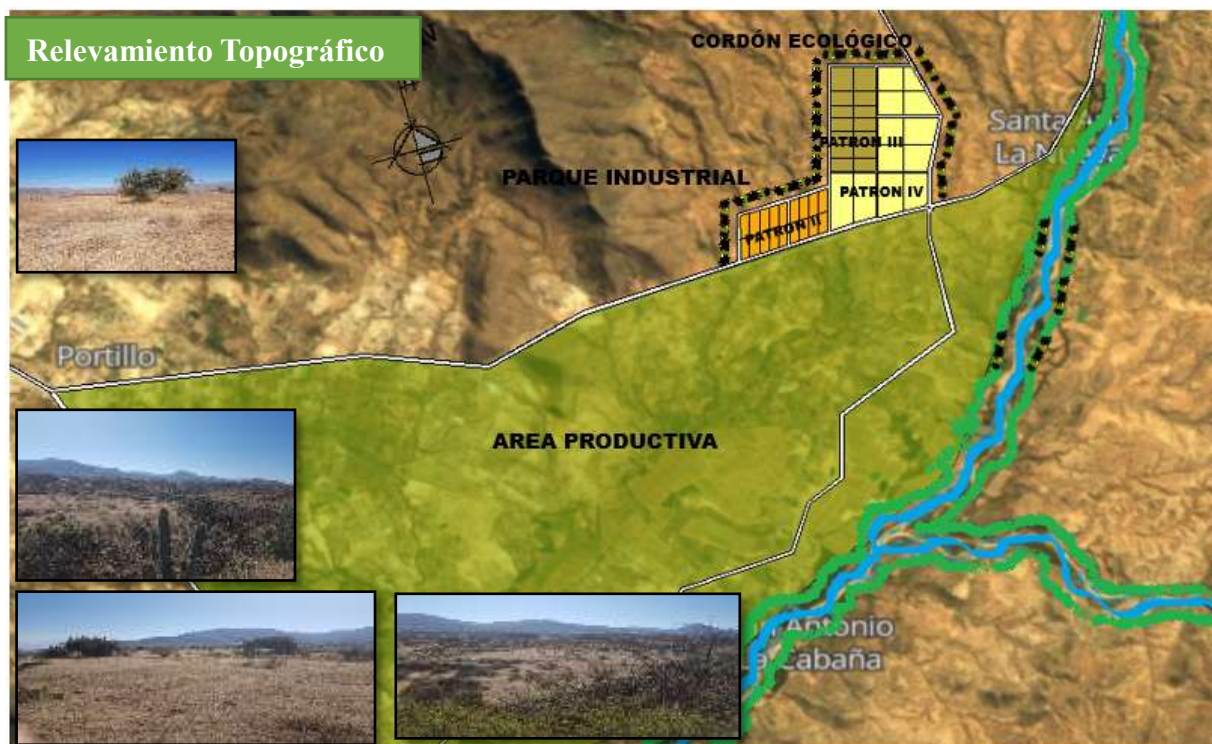 Relevamiento Topográfico
CORDÓN ECOLÓGICO
PATRON III
PARQUE INDUSTRIAL
PATRON IV
PATRON II
Portillo
AREA PRODUCTIVA
Antonio
Cabaña